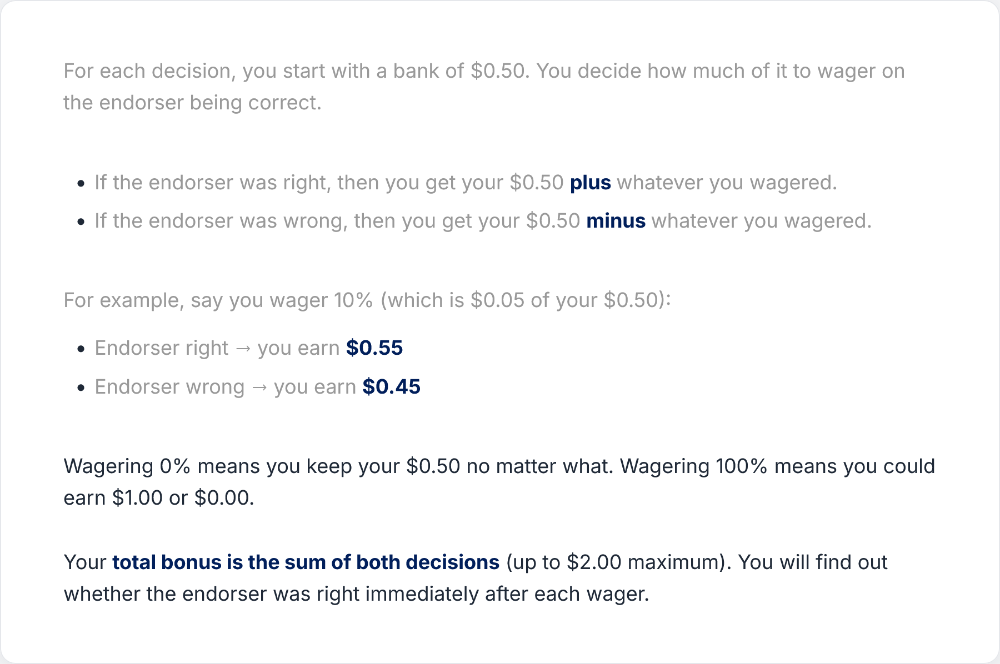 For each decision, you start with a bank of $0.50. You decide how much of it to wager on
the endorser being correct.
• If the endorser was right, then you get your $0.50 plus whatever you wagered.
• If the endorser was wrong, then you get your $0.50 minus whatever you wagered.
For example, say you wager 10% (which is $0.05 of your $0.50):
• Endorser right → you earn $0.55
• Endorser wrong → you earn $0.45
Wagering 0% means you keep your $0.50 no matter what. Wagering 100% means you could
earn $1.00 or $0.00.
Your total bonus is the sum of both decisions (up to $2.00 maximum). You will find out
whether the endorser was right immediately after each wager.